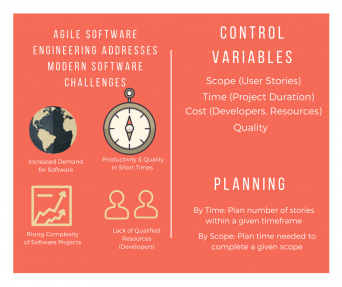 AGILE SOFTWARE
ENGINEERING ADDRESSES
MODERN SOFTWARE
CHALLENGES
Increased Demand
for Software
Productivity & Quality
in Short Times
Rising Complexity
of Software Projects
Lack of Qualified
Resources
(Developers)
CONTROL
VARIABLES
Scope (User Stories)
Time (Project Duration)
Cost (Developers, Resources)
Quality
PLANNING
By Time: Plan number of stories
within a given timeframe
By Scope: Plan time needed to
complete a given scope